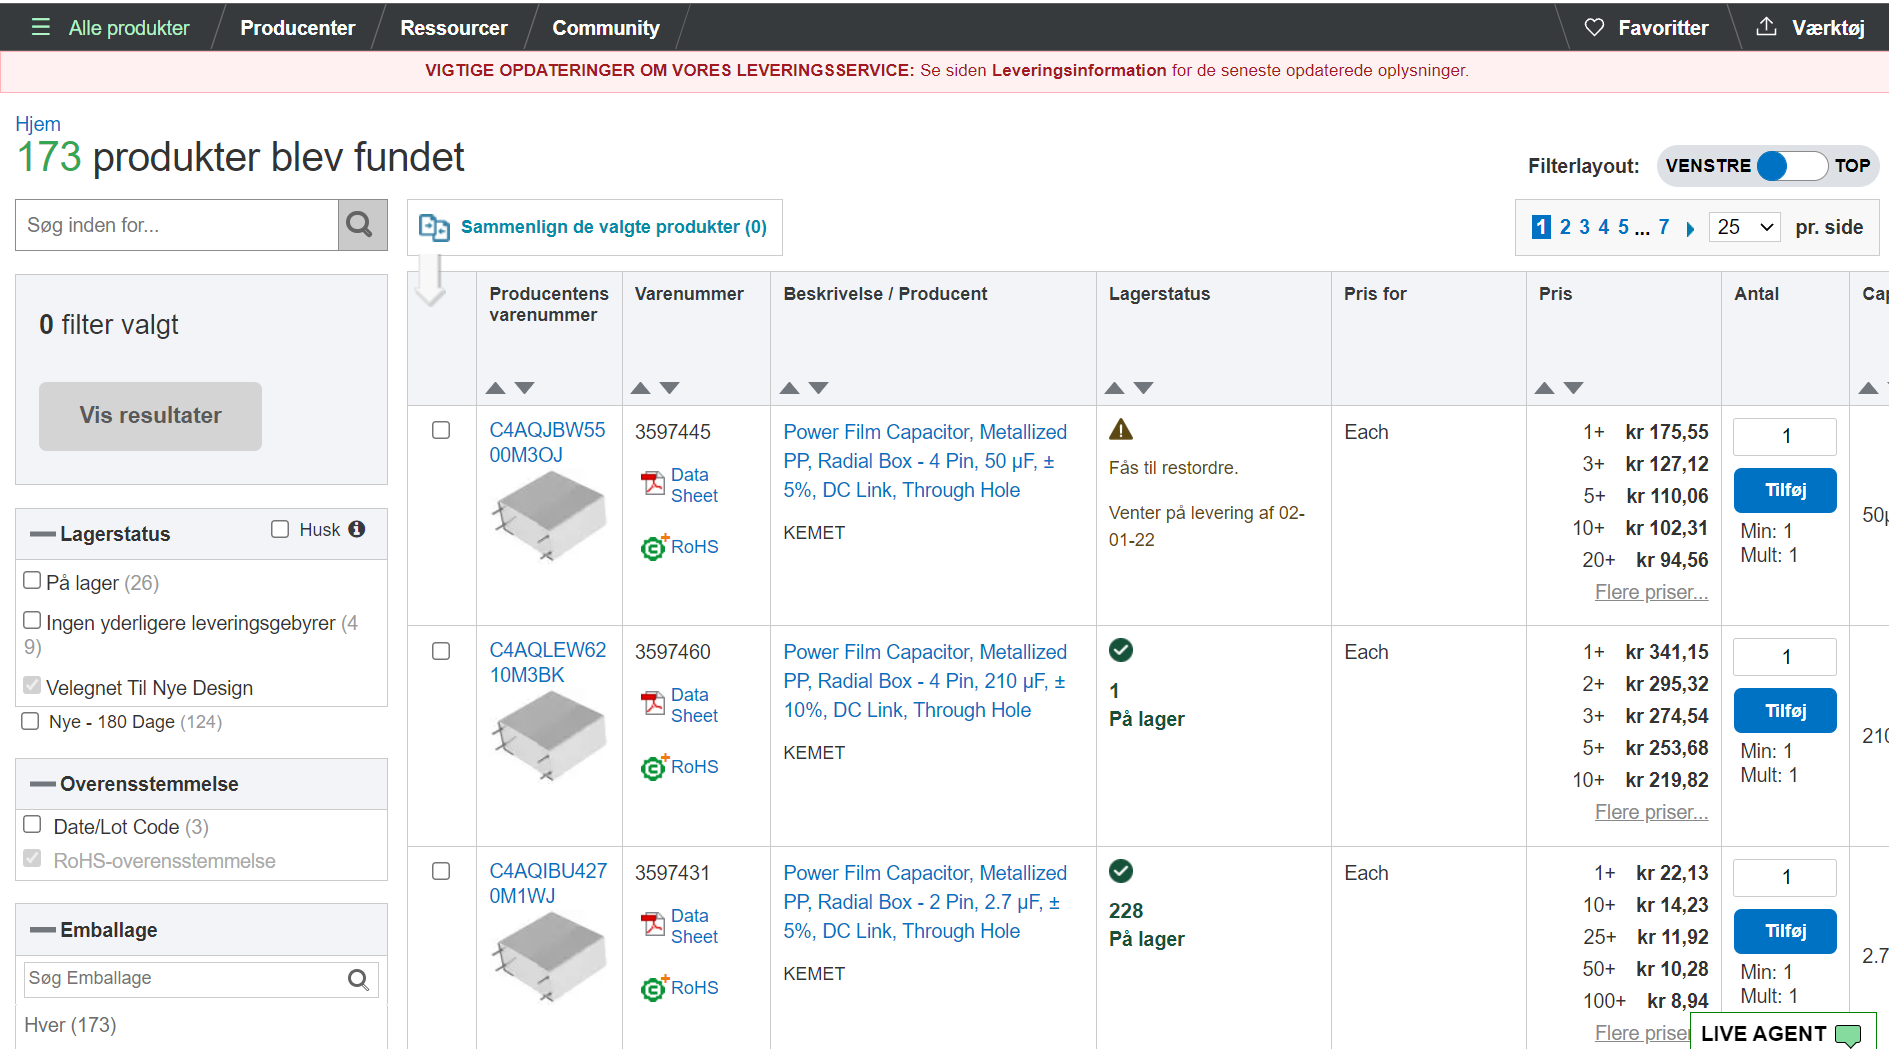 Alle produkter
Producenter
Ressourcer
Community
Favoritter
Værktøj
VIGTIGE OPDATERINGER OM VORES LEVERINGSSERVICE: Se siden Leveringsinformation for de seneste opdaterede oplysninger.
Hjem
173 produkter blev fundet
Filterlayout: VENSTRE TOP
Søg inden for...
Sammenlign de valgte produkter (0)
1 2 3 4 5 ... 7 25 pr. side
0 filter valgt
Vis resultater
Lagerstatus
Husk
På lager (26)
Ingen yderligere leveringsgebyrer (4
9)
Velegnet Til Nye Design
Nye - 180 Dage (124)
Overensstemmelse
Date/Lot Code (3)
RoHS-overensstemmelse
Emballage
Søg Emballage
Hver (173)
Producentens
varenummer
Varenummer
Beskrivelse / Producent
Lagerstatus
Pris for
Pris
Antal
C4AQJBW55
00M3OJ
3597445
Data
Sheet
RoHS
Power Film Capacitor, Metallized
PP, Radial Box - 4 Pin, 50 µF, ±
5%, DC Link, Through Hole
KEMET
Fås til restordre.
Venter på levering af 02-
01-22
Each
1+ kr 175,55
3+ kr 127,12
5+ kr 110,06
10+ kr 102,31
20+ kr 94,56
Flere priser...
1
Tilføj
Min: 1
Mult: 1
C4AQLEW62
10M3BK
3597460
Data
Sheet
RoHS
Power Film Capacitor, Metallized
PP, Radial Box - 4 Pin, 210 µF, ±
10%, DC Link, Through Hole
KEMET
1
På lager
Each
1+ kr 341,15
2+ kr 295,32
3+ kr 274,54
5+ kr 253,68
10+ kr 219,82
Flere priser...
1
Tilføj
Min: 1
Mult: 1
210
C4AQIBU427
0M1WJ
3597431
Data
Sheet
RoHS
Power Film Capacitor, Metallized
PP, Radial Box - 2 Pin, 2.7 µF, ±
5%, DC Link, Through Hole
KEMET
228
På lager
Each
1+ kr 22,13
10+ kr 14,23
25+ kr 11,92
50+ kr 10,28
100+ kr 8,94
Flere priser
1
Tilføj
Min: 1
Mult: 1
2.7
LIVE AGENT